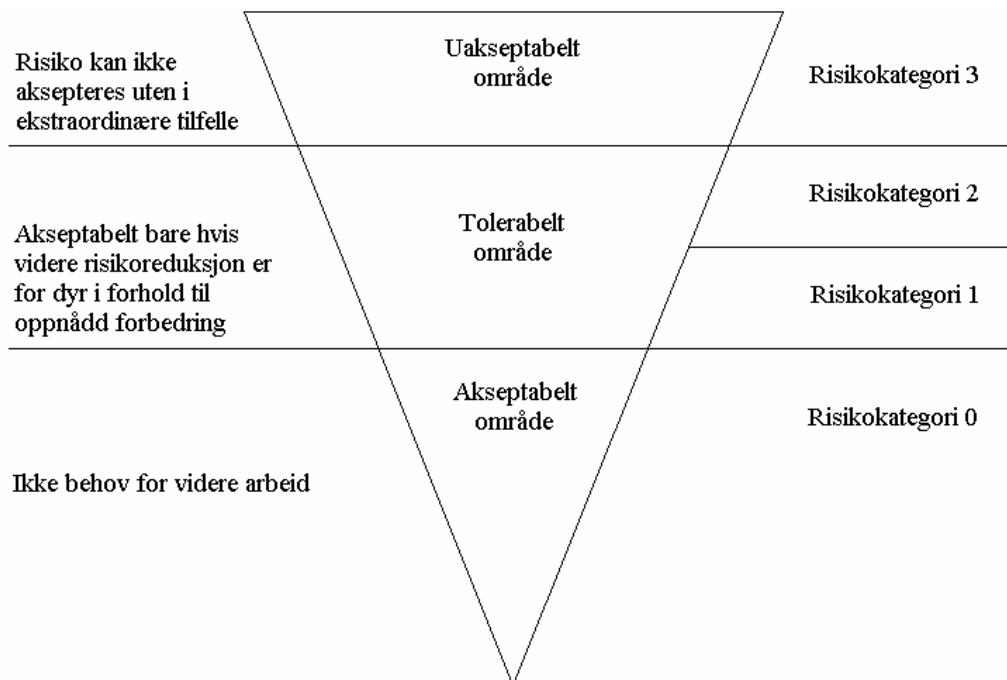 Uakseptabelt
område
Risiko kan ikke
aksepteres uten i
ekstraordinære tilfelle
Risikokategori 3
Risikokategori 2
Tolerabelt
område
Akseptabelt bare hvis
videre risikoreduksjon er
for dyr i forhold til
oppnådd forbedring
Risikokategori 1
Akseptabelt
område
Risikokategori 0
Ikke behov for videre arbeid